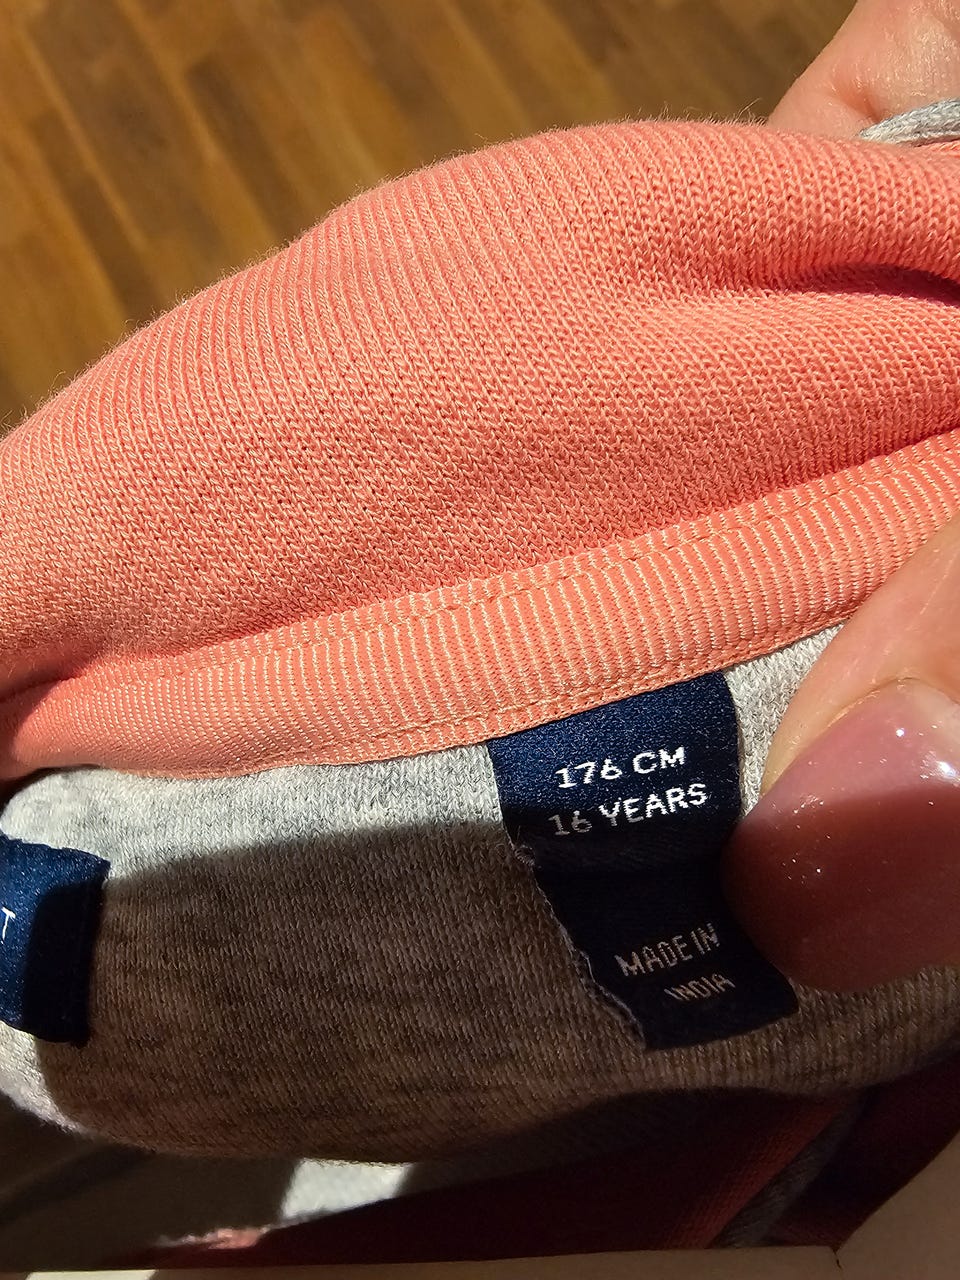 176 CM
16 YEARS
MADE IN
INDIA
T